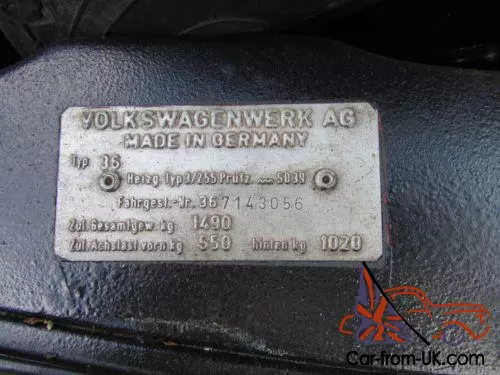 VOLKSWAGENWERK AG
MADE IN GERMANY
Typ 36
Heizg.-Typ 3/255 Prüfz. 5039
Fahrgest.-Nr. 367143056
Zul. Gesamtgew. kg 1490
Zul. Achslast vorn kg 550 hinten kg 1020
Car-from-UK.com